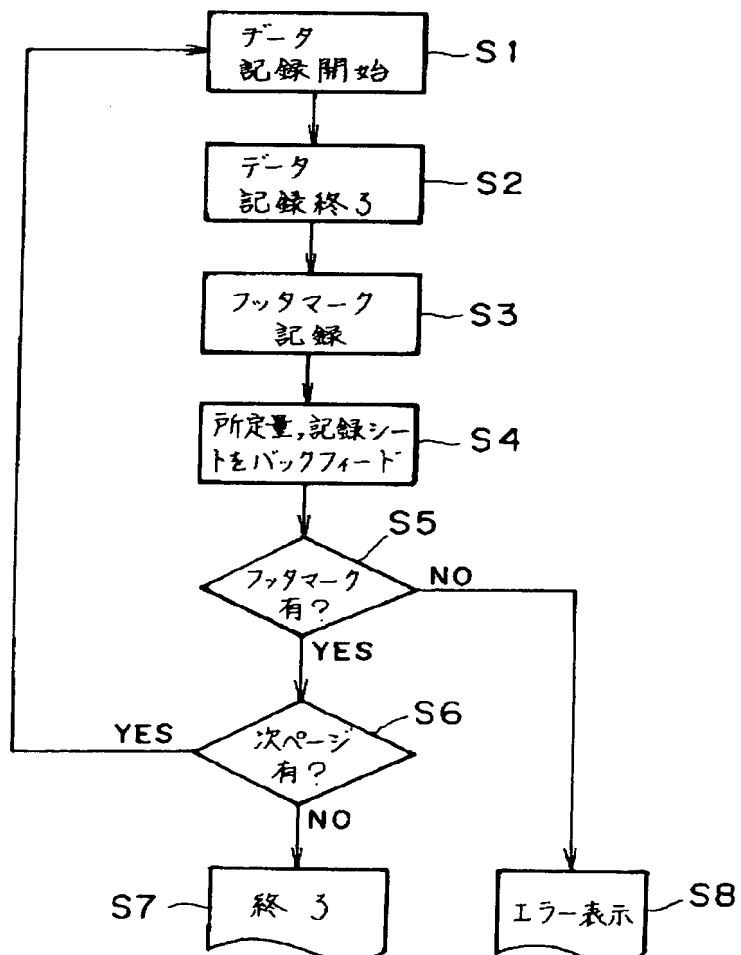 データ
記録開始
S1
データ
記録終了
S2
フッタマーク
記録
S3
所定量,記録シー
トをバックフィード
S4
S5
フッタマーク
有?
NO
YES
S6
YES
次ページ
有?
NO
S7
終了
エラー表示
S8